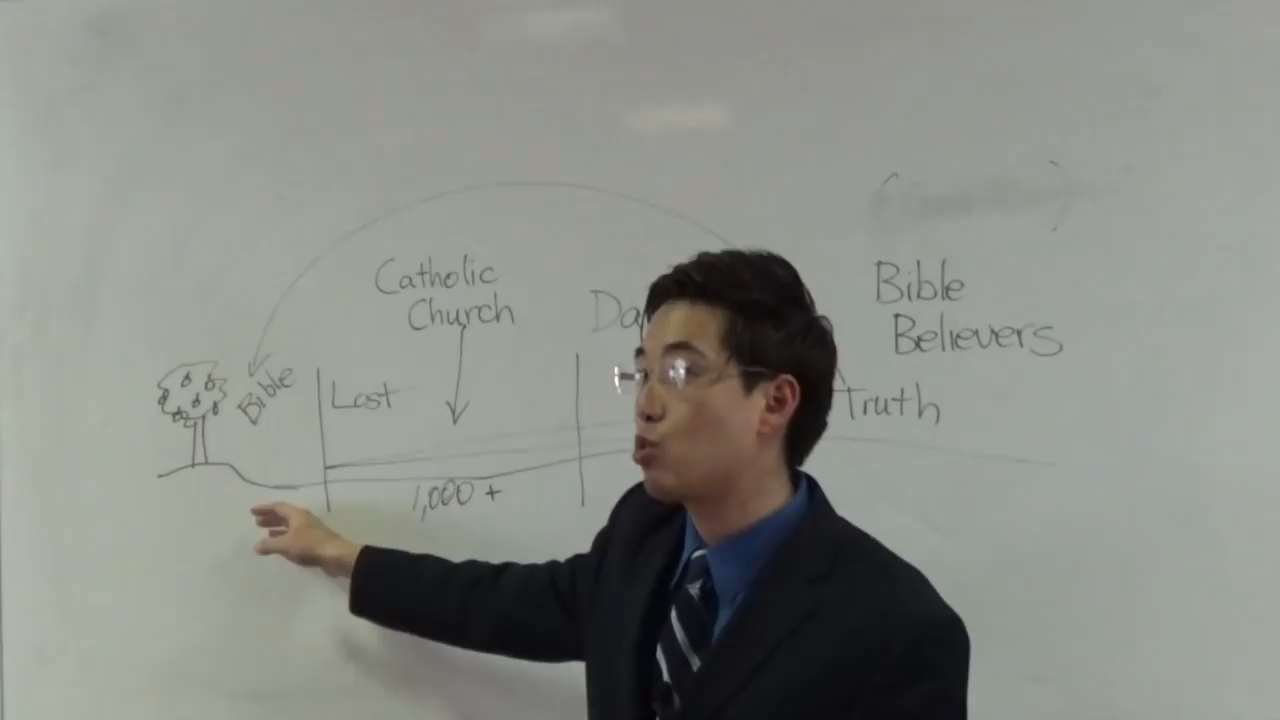 Catholic
Church
Bible
Believers
Bible
Lost
Truth
1,000 +